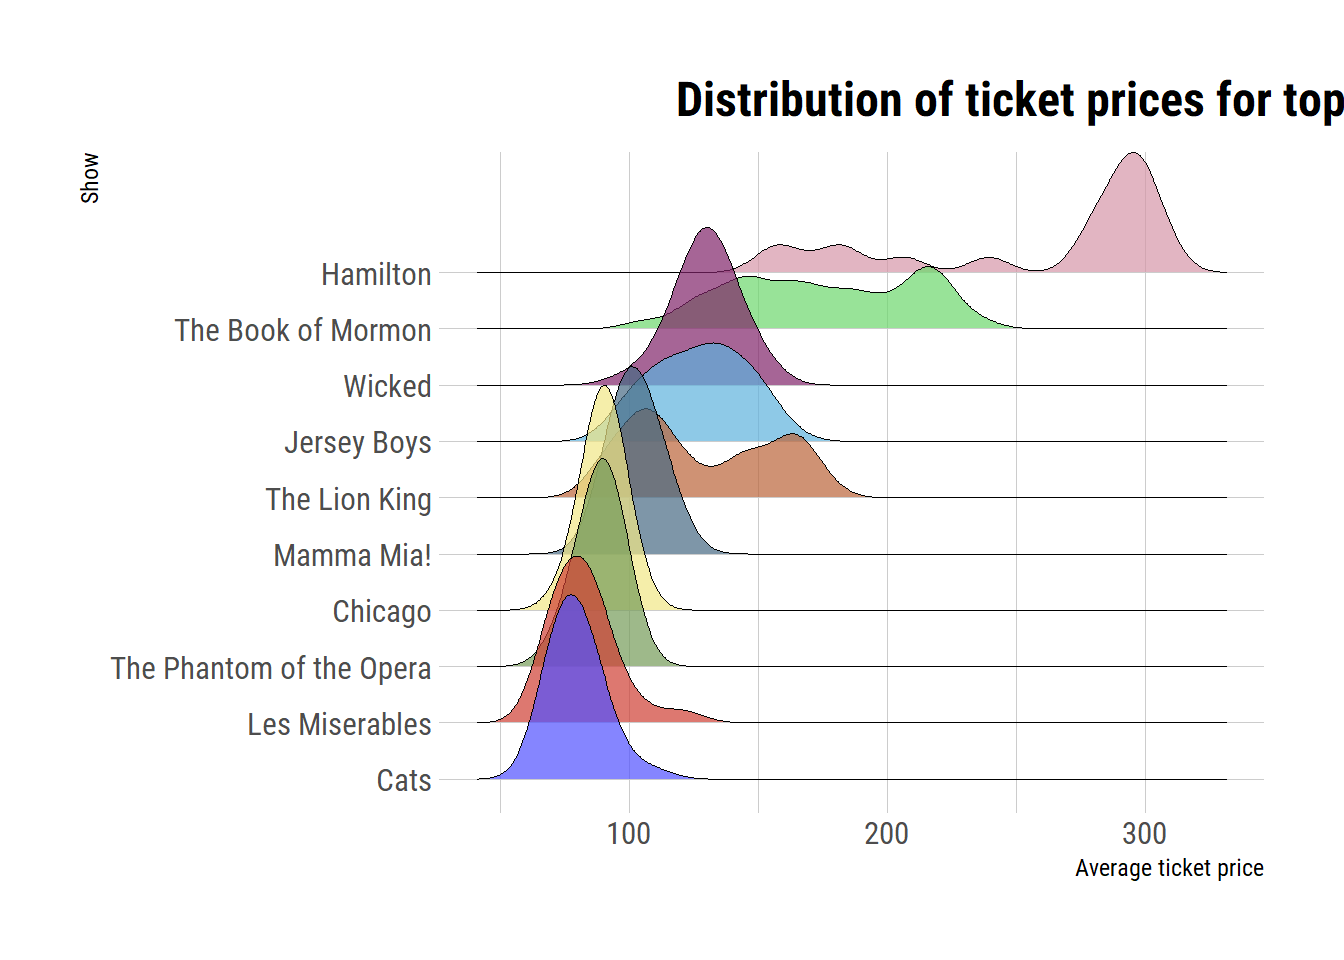 Distribution of ticket prices for top
Show
Hamilton
The Book of Mormon
Wicked
Jersey Boys
The Lion King
Mamma Mia!
Chicago
The Phantom of the Opera
Les Miserables
Cats
100 200 300
Average ticket price